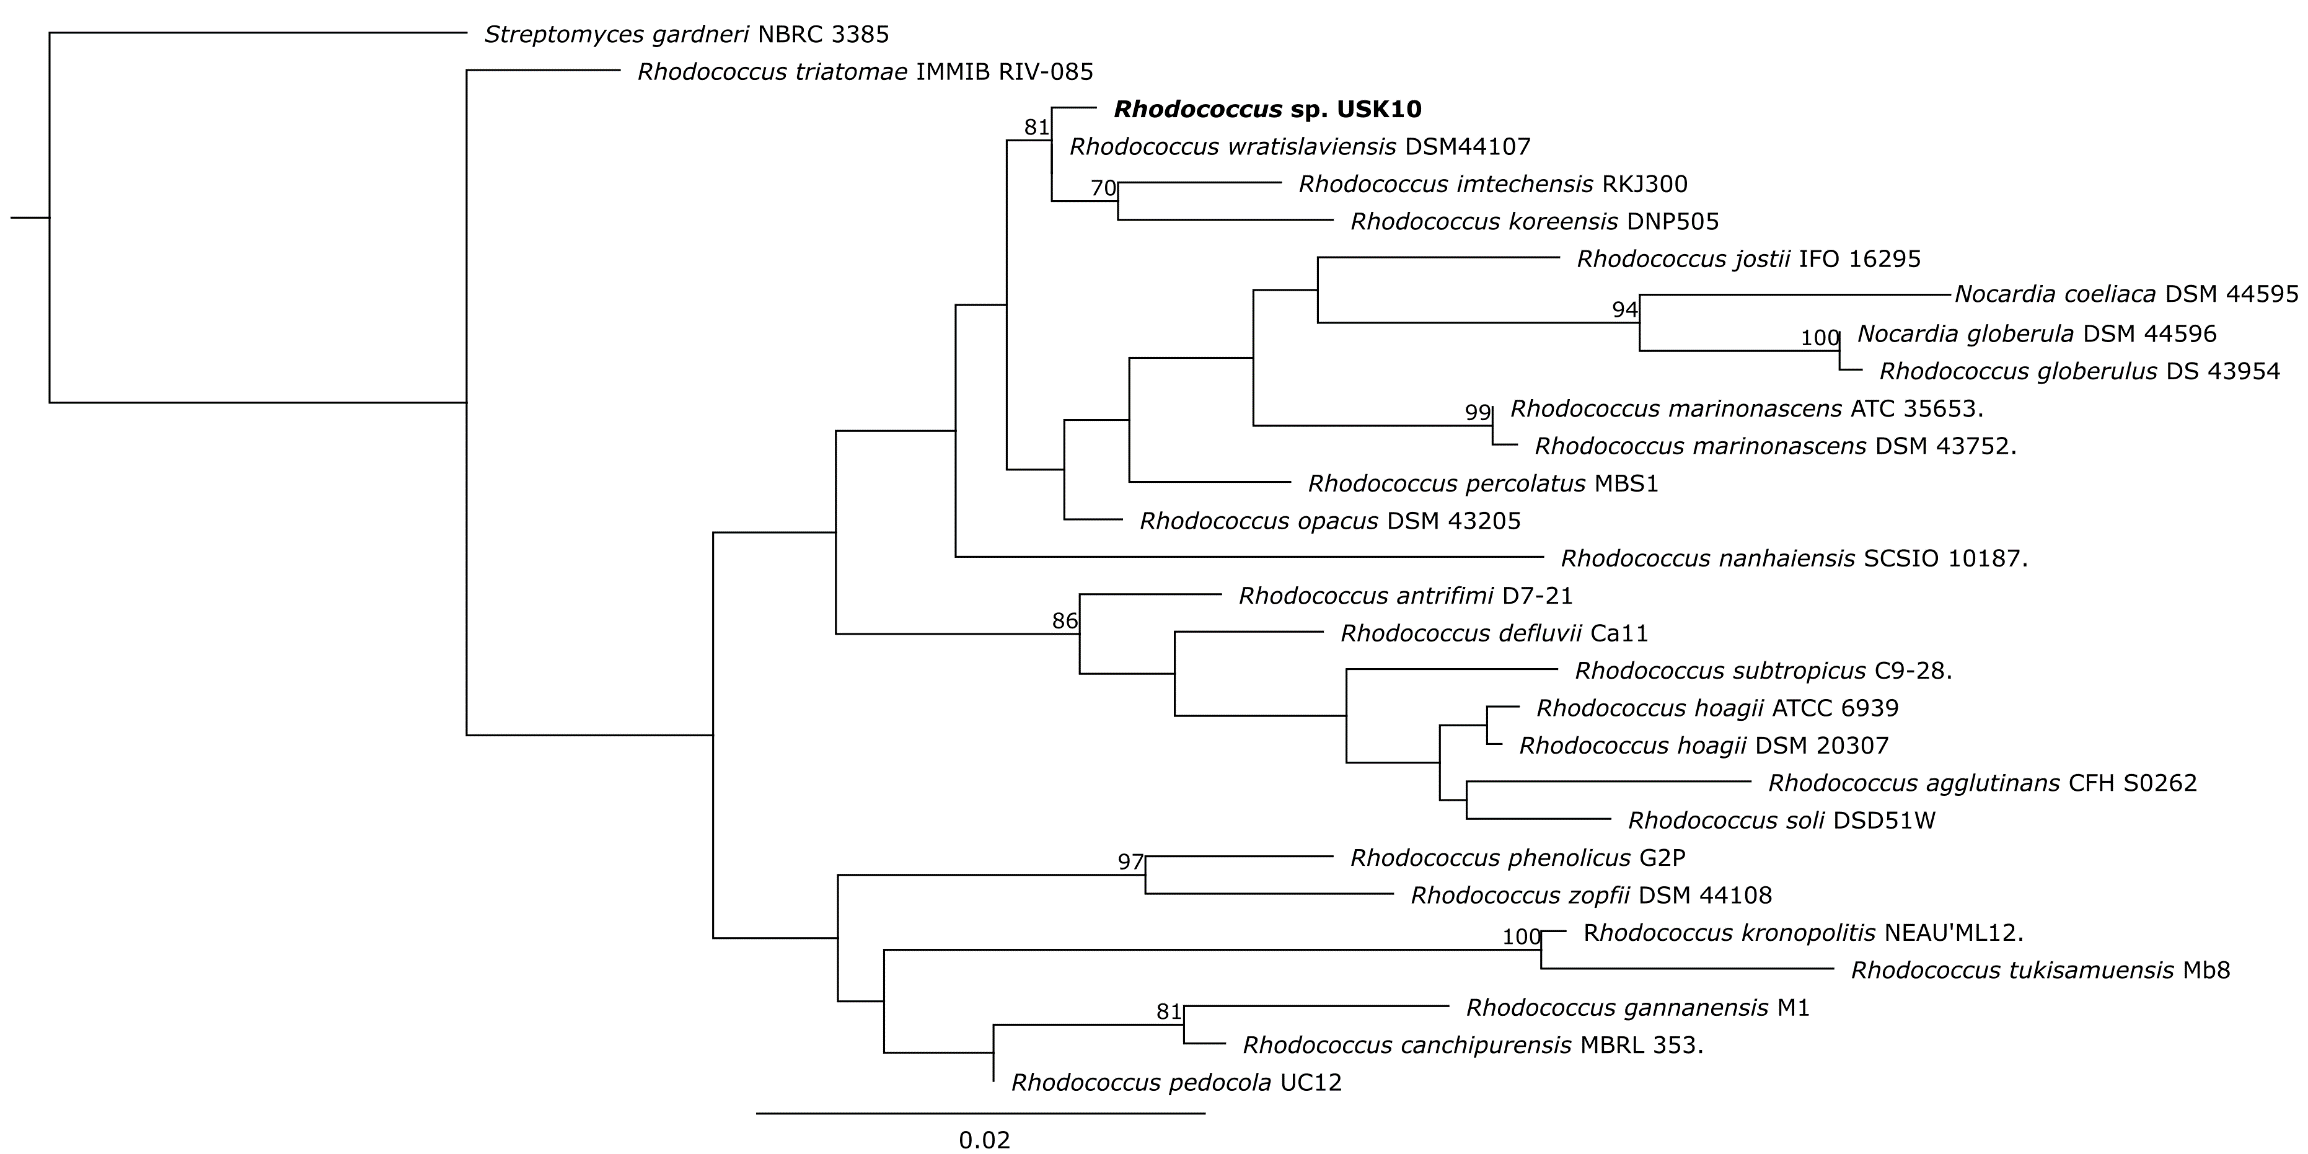 Streptomyces gardneri NBRC 3385
Rhodococcus triatomae IMMIB RIV-085
Rhodococcus sp. USK10
81
Rhodococcus wratislaviensis DSM44107
Rhodococcus imtechensis RKJ300
70
Rhodococcus koreensis DNP505
Rhodococcus jostii IFO 16295
Nocardia coeliaca DSM 44595
94
Nocardia globerula DSM 44596
100
Rhodococcus globerulus DS 43954
Rhodococcus marinonascens ATC 35653.
99
Rhodococcus marinonascens DSM 43752.
Rhodococcus percolatus MBS1
Rhodococcus opacus DSM 43205
Rhodococcus nanhaiensis SCSIO 10187.
Rhodococcus antrifimi D7-21
86
Rhodococcus defluvii Ca11
Rhodococcus subtropicus C9-28.
Rhodococcus hoagii ATCC 6939
Rhodococcus hoagii DSM 20307
Rhodococcus agglutinans CFH S0262
Rhodococcus soli DSD51W
Rhodococcus phenolicus G2P
97
Rhodococcus zopfii DSM 44108
Rhodococcus kronopolitis NEAU'ML12.
100
Rhodococcus tukisamuensis Mb8
Rhodococcus gannanensis M1
81
Rhodococcus canchipurensis MBRL 353.
Rhodococcus pedocola UC12
0.02